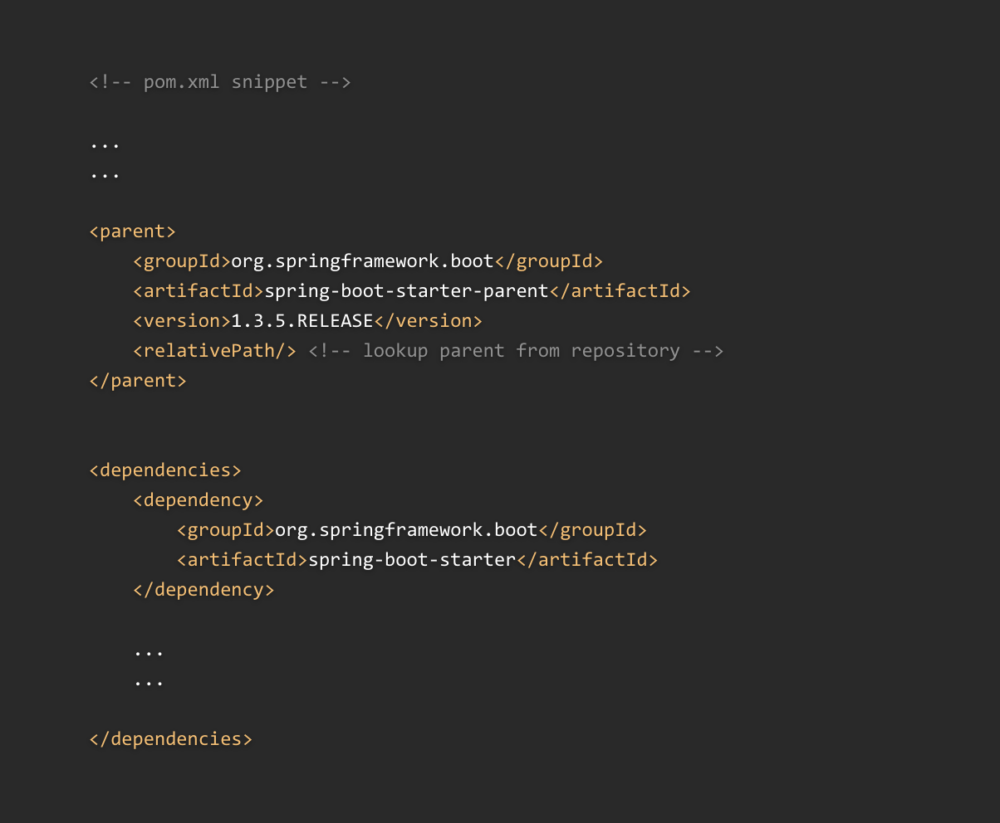 <!-- pom.xml snippet -->
...
...
<parent>
    <groupId>org.springframework.boot</groupId>
    <artifactId>spring-boot-starter-parent</artifactId>
    <version>1.3.5.RELEASE</version>
    <relativePath/> <!-- lookup parent from repository -->
</parent>
<dependencies>
    <dependency>
        <groupId>org.springframework.boot</groupId>
        <artifactId>spring-boot-starter</artifactId>
    </dependency>
    ...
    ...
</dependencies>